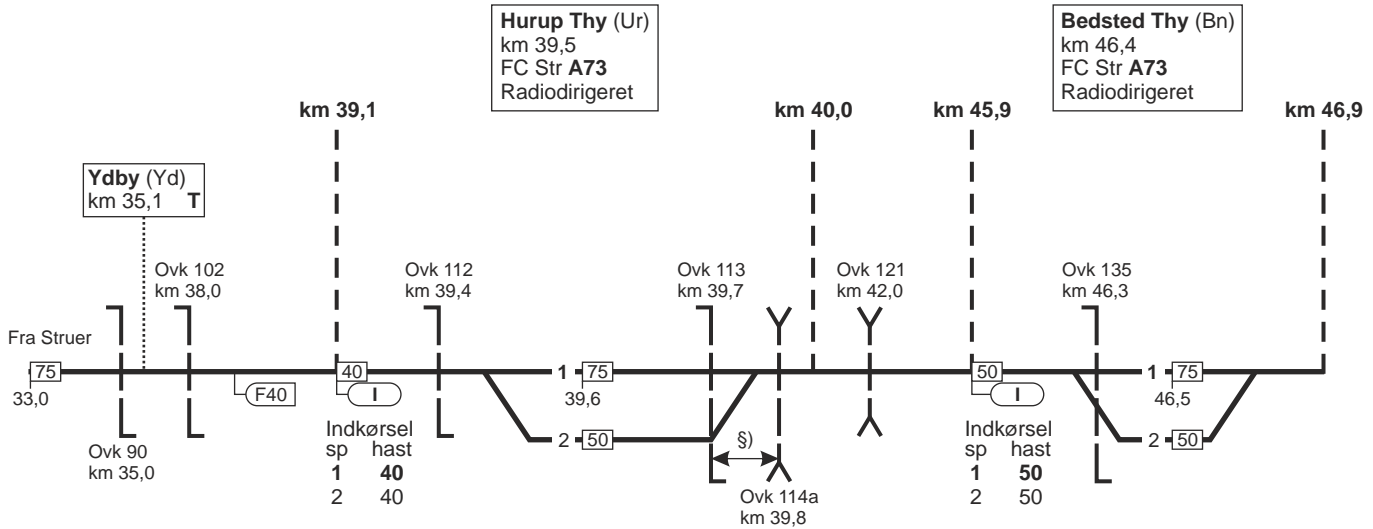 Hurup Thy (Ur)
km 39,5
FC Str A73
Radiodirigeret
Bedsted Thy (Bn)
km 46,4
FC Str A73
Radiodirigeret
km 39,1
km 40,0
km 45,9
km 46,9
Ydby (Yd)
km 35,1 T
Ovk 102
km 38,0
Ovk 112
km 39,4
Ovk 113
km 39,7
Ovk 121
km 42,0
Ovk 135
km 46,3
Fra Struer
75
33,0
F40
40
I
1 75
39,6
50
I
1 75
46,5
Ovk 90
km 35,0
Indkørsel
sp hast
1 40
2 40
2 50
§)
Ovk 114a
km 39,8
Indkørsel
sp hast
1 50
2 50
2 50